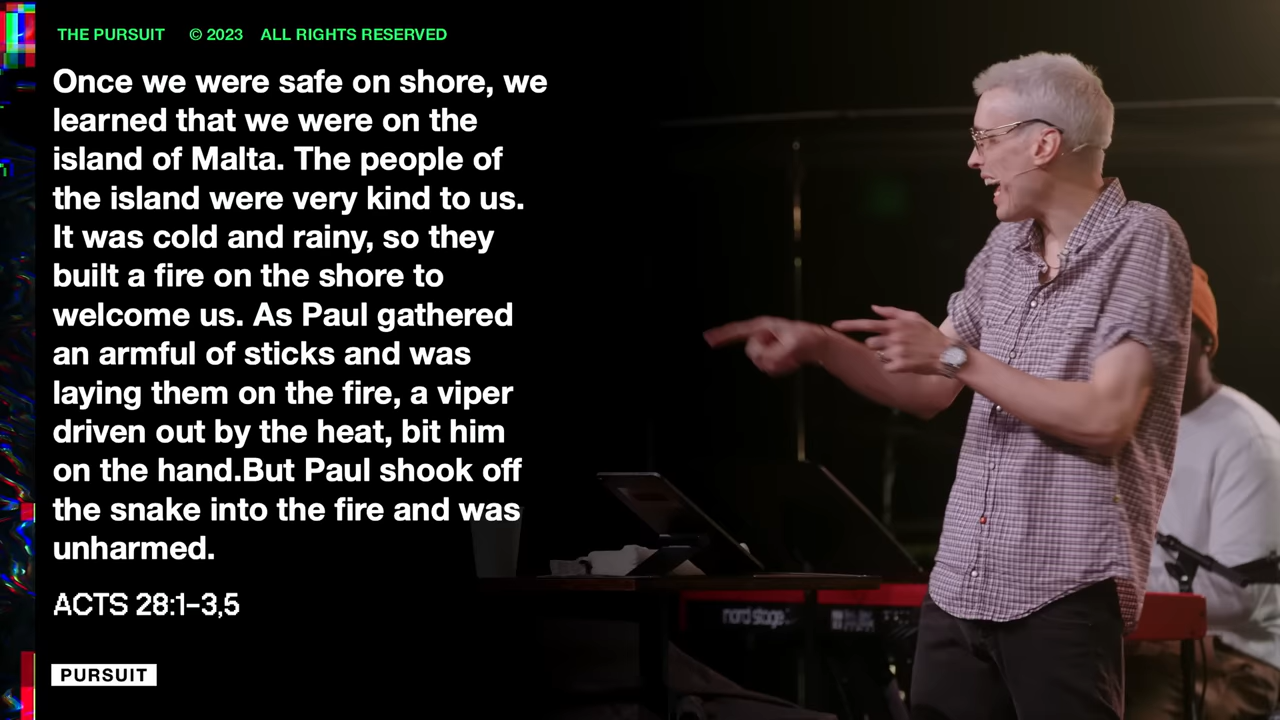 THE PURSUIT © 2023 ALL RIGHTS RESERVED
Once we were safe on shore, we
learned that we were on the
island of Malta. The people of
the island were very kind to us.
It was cold and rainy, so they
built a fire on the shore to
welcome us. As Paul gathered
an armful of sticks and was
laying them on the fire, a viper
driven out by the heat, bit him
on the hand.But Paul shook off
the snake into the fire and was
unharmed.
ACTS 28:1–3,5
PURSUIT
nord stage